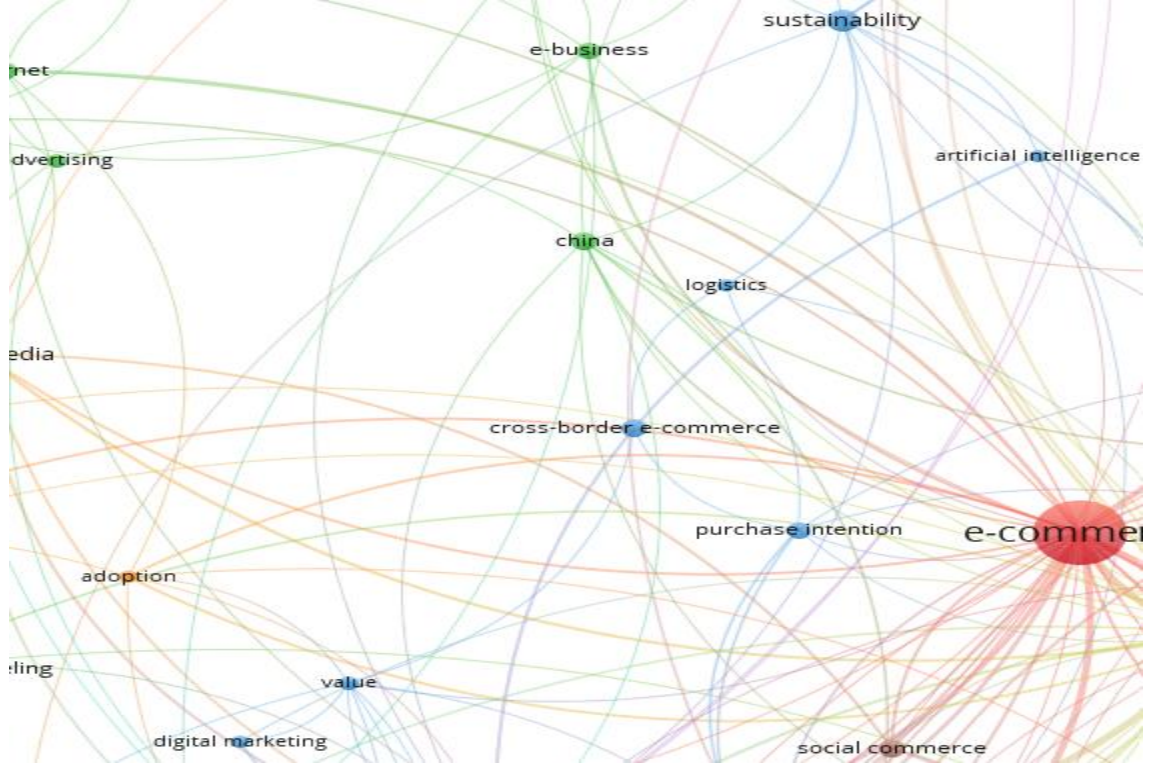 sustainability
e-business
net
dvertising
artificial intelligence
china
logistics
edia
cross-border e-commerce
purchase intention
e-commer
adoption
eling
value
digital marketing
social commerce